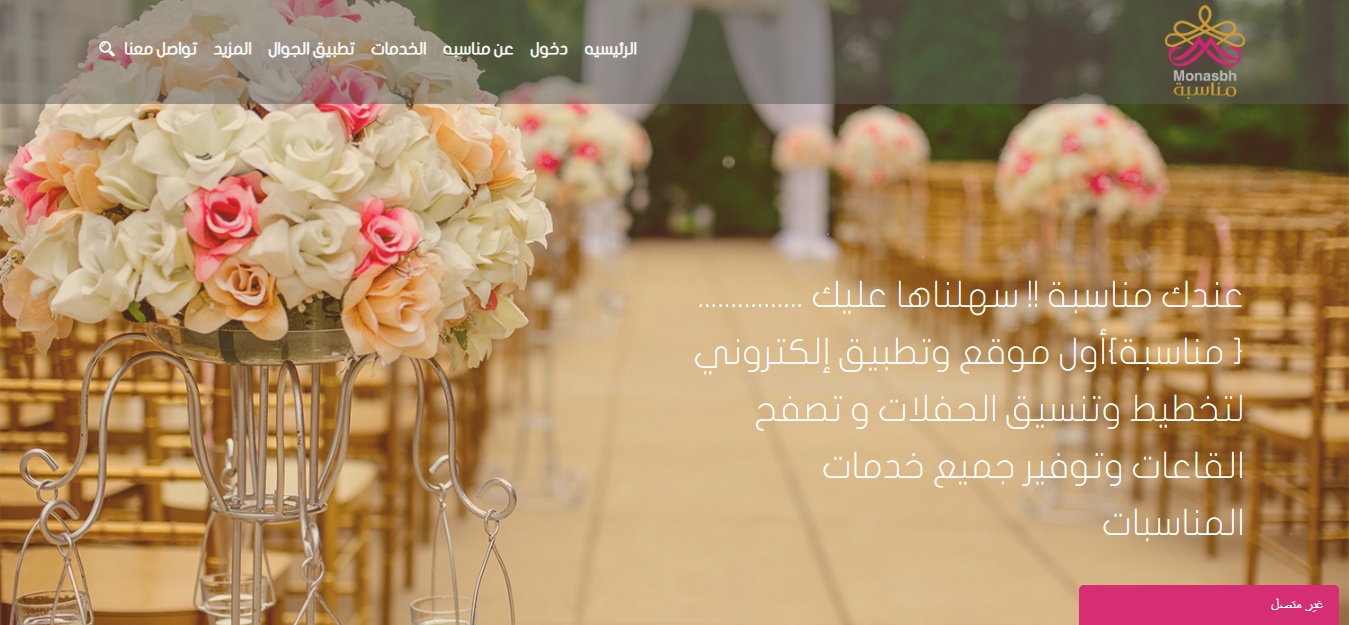 Monasbh
مناسبة
الرئيسيه دخول عن مناسبه الخدمات تطبيق الجوال المزيد تواصل معنا
عندك مناسبة !! سهلناها عليك ................
{ مناسبة}أول موقع وتطبيق إلكتروني
لتخطيط وتنسيق الحفلات و تصفح
القاعات وتوفير جميع خدمات
المناسبات
غير متصل